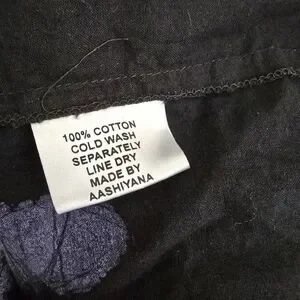 100% COTTON
COLD WASH
SEPARATELY
LINE DRY
MADE BY
AASHIYANA